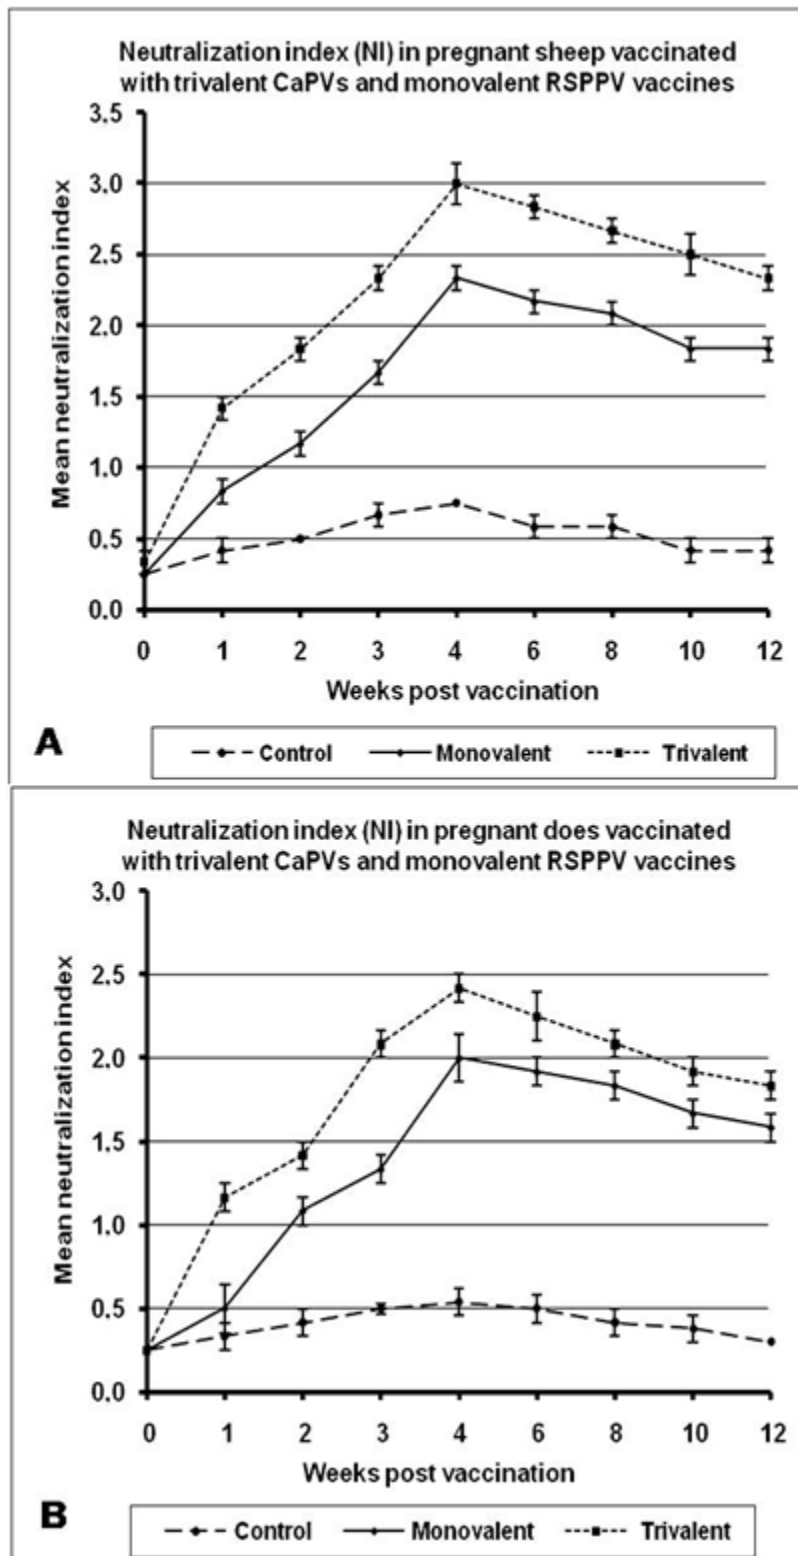 Neutralization index (NI) in pregnant sheep vaccinated
with trivalent CaPVs and monovalent RSPPV vaccines
3.5
3.0
2.5
2.0
1.5
1.0
0.5
0.0
Mean neutralization index
0 1 2 3 4 6 8 10 12
Weeks post vaccination
A
Control Monovalent Trivalent
Neutralization index (NI) in pregnant does vaccinated
with trivalent CaPVs and monovalent RSPPV vaccines
3.0
2.5
2.0
1.5
1.0
0.5
0.0
Mean neutralization index
0 1 2 3 4 6 8 10 12
Weeks post vaccination
B
Control Monovalent Trivalent